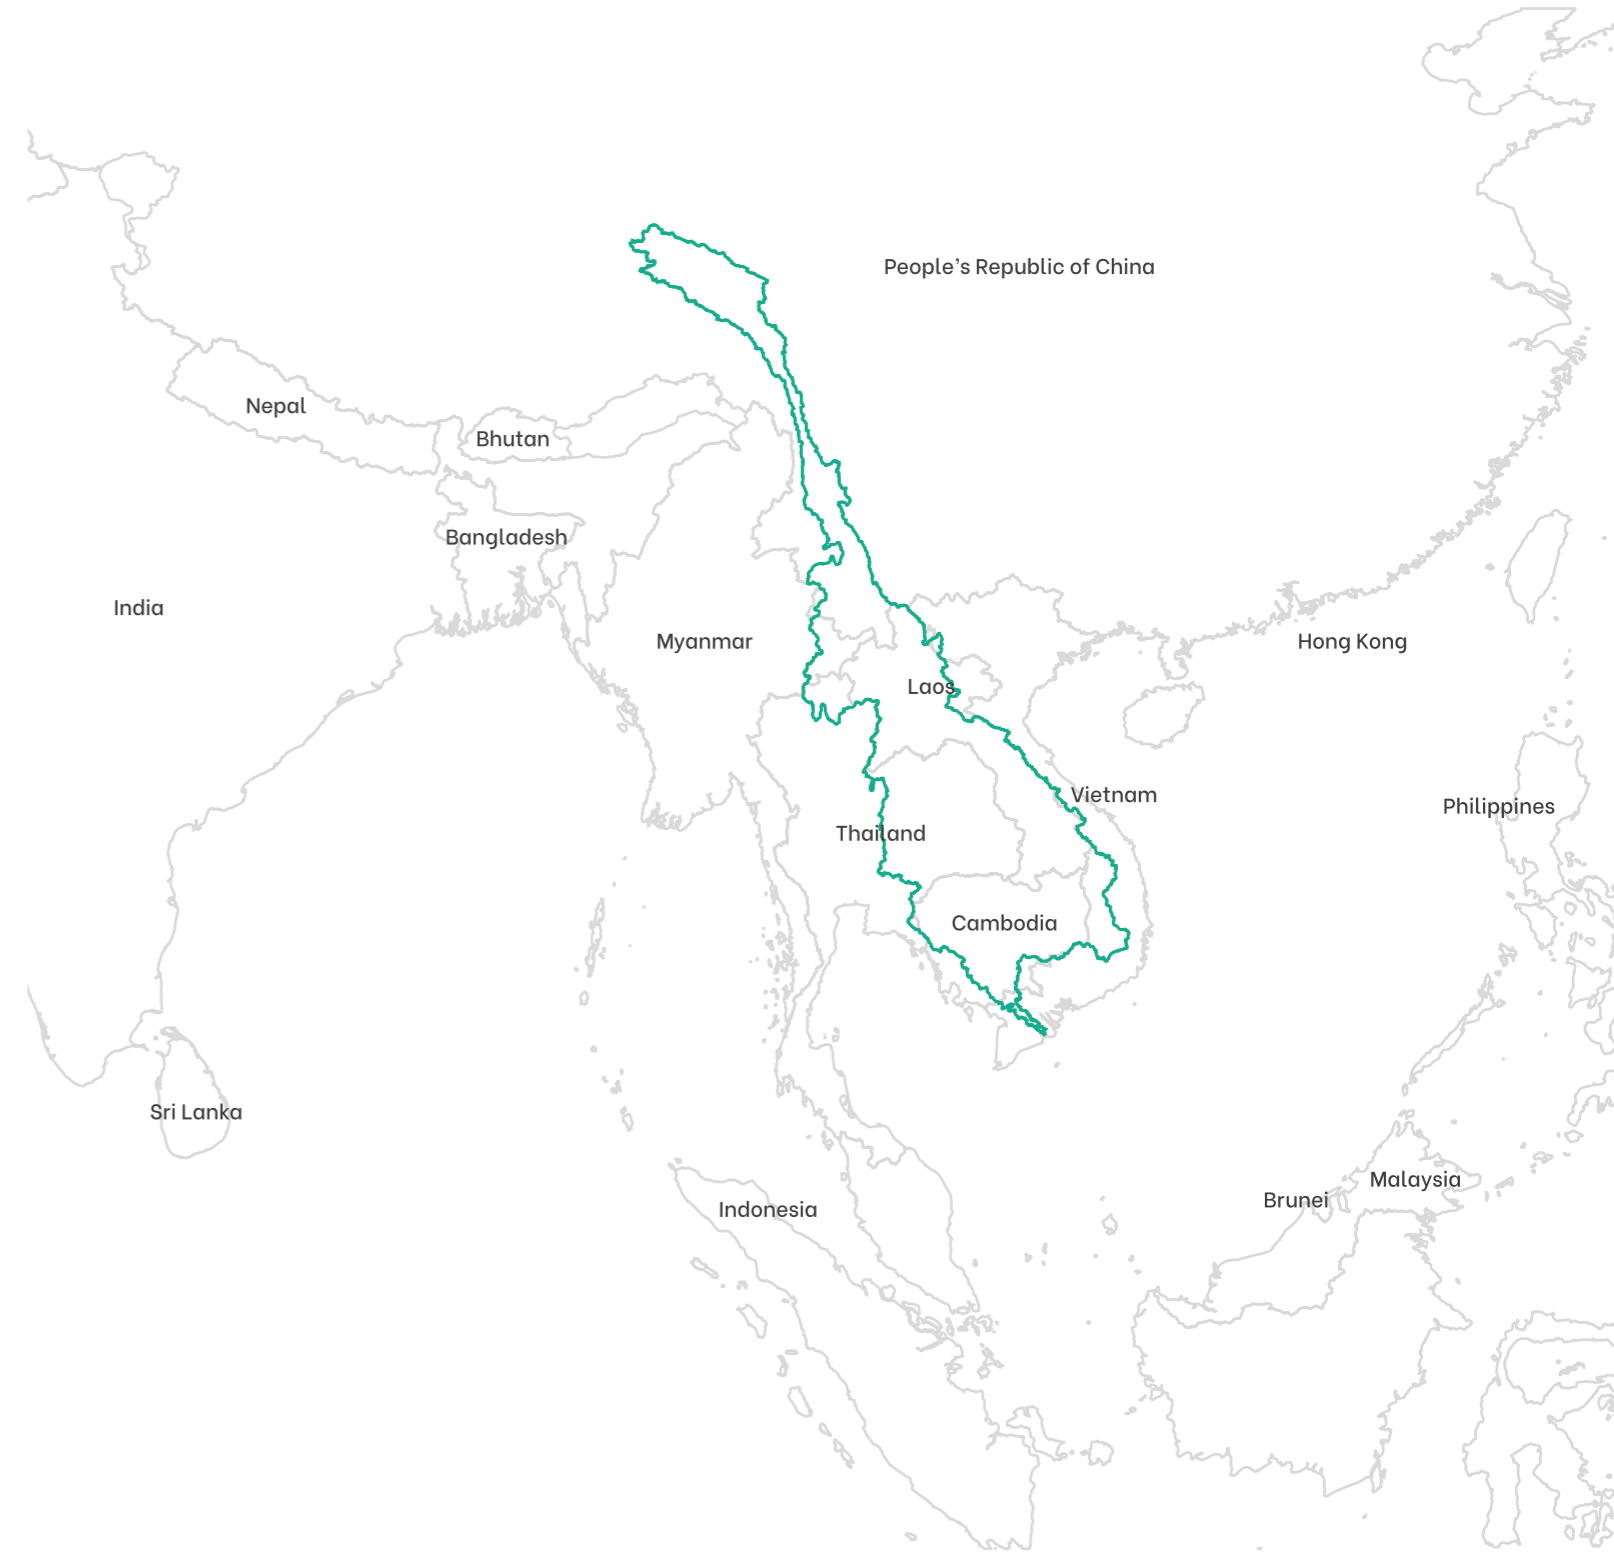 People's Republic of China
Nepal
Bhutan
Bangladesh
India
Myanmar
Hong Kong
Laos
Vietnam
Philippines
Thailand
Cambodia
Sri Lanka
Malaysia
Brunei
Indonesia